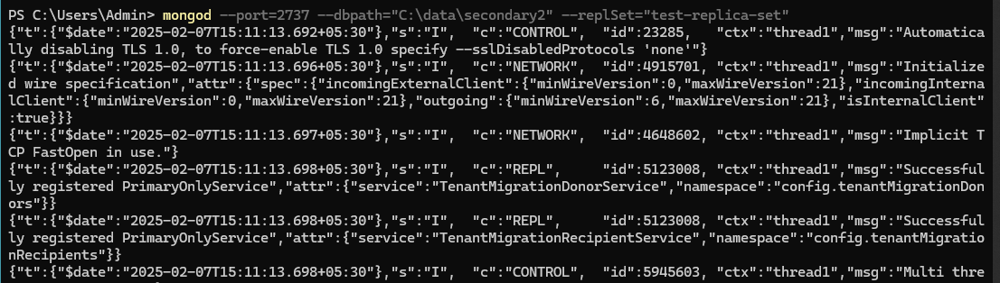 PS C:\Users\Admin> mongod --port=2737 --dbpath="C:\data\secondary2" --replSet="test-replica-set"
{"t":{"$date":"2025-02-07T15:11:13.692+05:30"},"s":"I",  "c":"CONTROL",  "id":23285,   "ctx":"thread1","msg":"Automatica
lly disabling TLS 1.0, to force-enable TLS 1.0 specify --sslDisabledProtocols 'none'"}
{"t":{"$date":"2025-02-07T15:11:13.696+05:30"},"s":"I",  "c":"NETWORK",  "id":4915701, "ctx":"thread1","msg":"Initialize
d wire specification","attr":{"spec":{"incomingExternalClient":{"minWireVersion":0,"maxWireVersion":21},"incomingInterna
lClient":{"minWireVersion":0,"maxWireVersion":21},"outgoing":{"minWireVersion":6,"maxWireVersion":21},"isInternalClient"
:true}}}
{"t":{"$date":"2025-02-07T15:11:13.697+05:30"},"s":"I",  "c":"NETWORK",  "id":4648602, "ctx":"thread1","msg":"Implicit T
CP FastOpen in use."}
{"t":{"$date":"2025-02-07T15:11:13.698+05:30"},"s":"I",  "c":"REPL",     "id":5123008, "ctx":"thread1","msg":"Successful
ly registered PrimaryOnlyService","attr":{"service":"TenantMigrationDonorService","namespace":"config.tenantMigrationDon
ors"}}
{"t":{"$date":"2025-02-07T15:11:13.698+05:30"},"s":"I",  "c":"REPL",     "id":5123008, "ctx":"thread1","msg":"Successful
ly registered PrimaryOnlyService","attr":{"service":"TenantMigrationRecipientService","namespace":"config.tenantMigratio
nRecipients"}}
{"t":{"$date":"2025-02-07T15:11:13.698+05:30"},"s":"I",  "c":"CONTROL",  "id":5945603, "ctx":"thread1","msg":"Multi thre